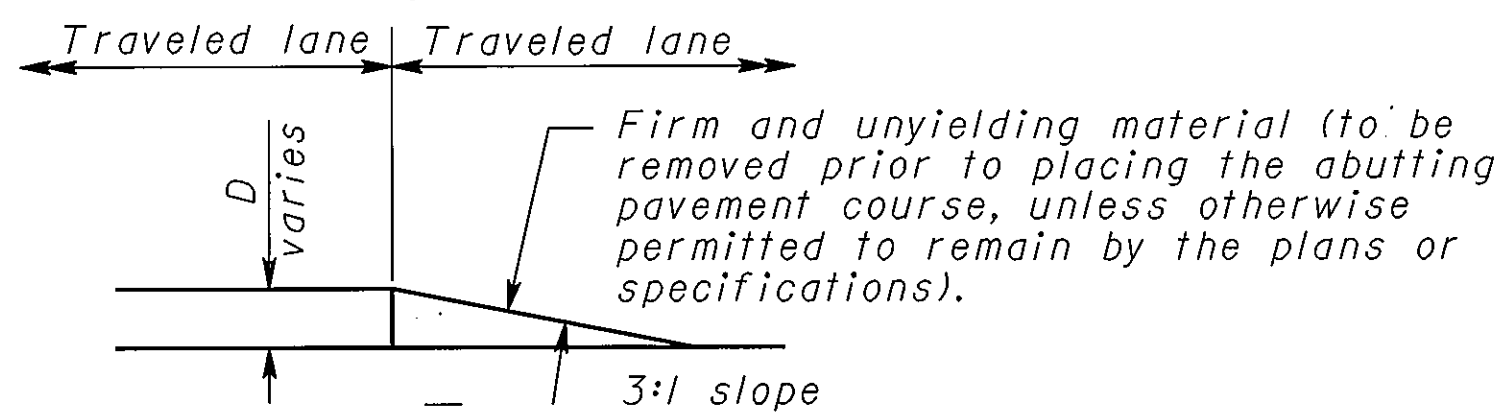 Traveled lane Traveled lane
D
varies
Firm and unyielding material (to be
removed prior to placing the abutting
pavement course, unless otherwise
permitted to remain by the plans or
specifications).
3:1 slope